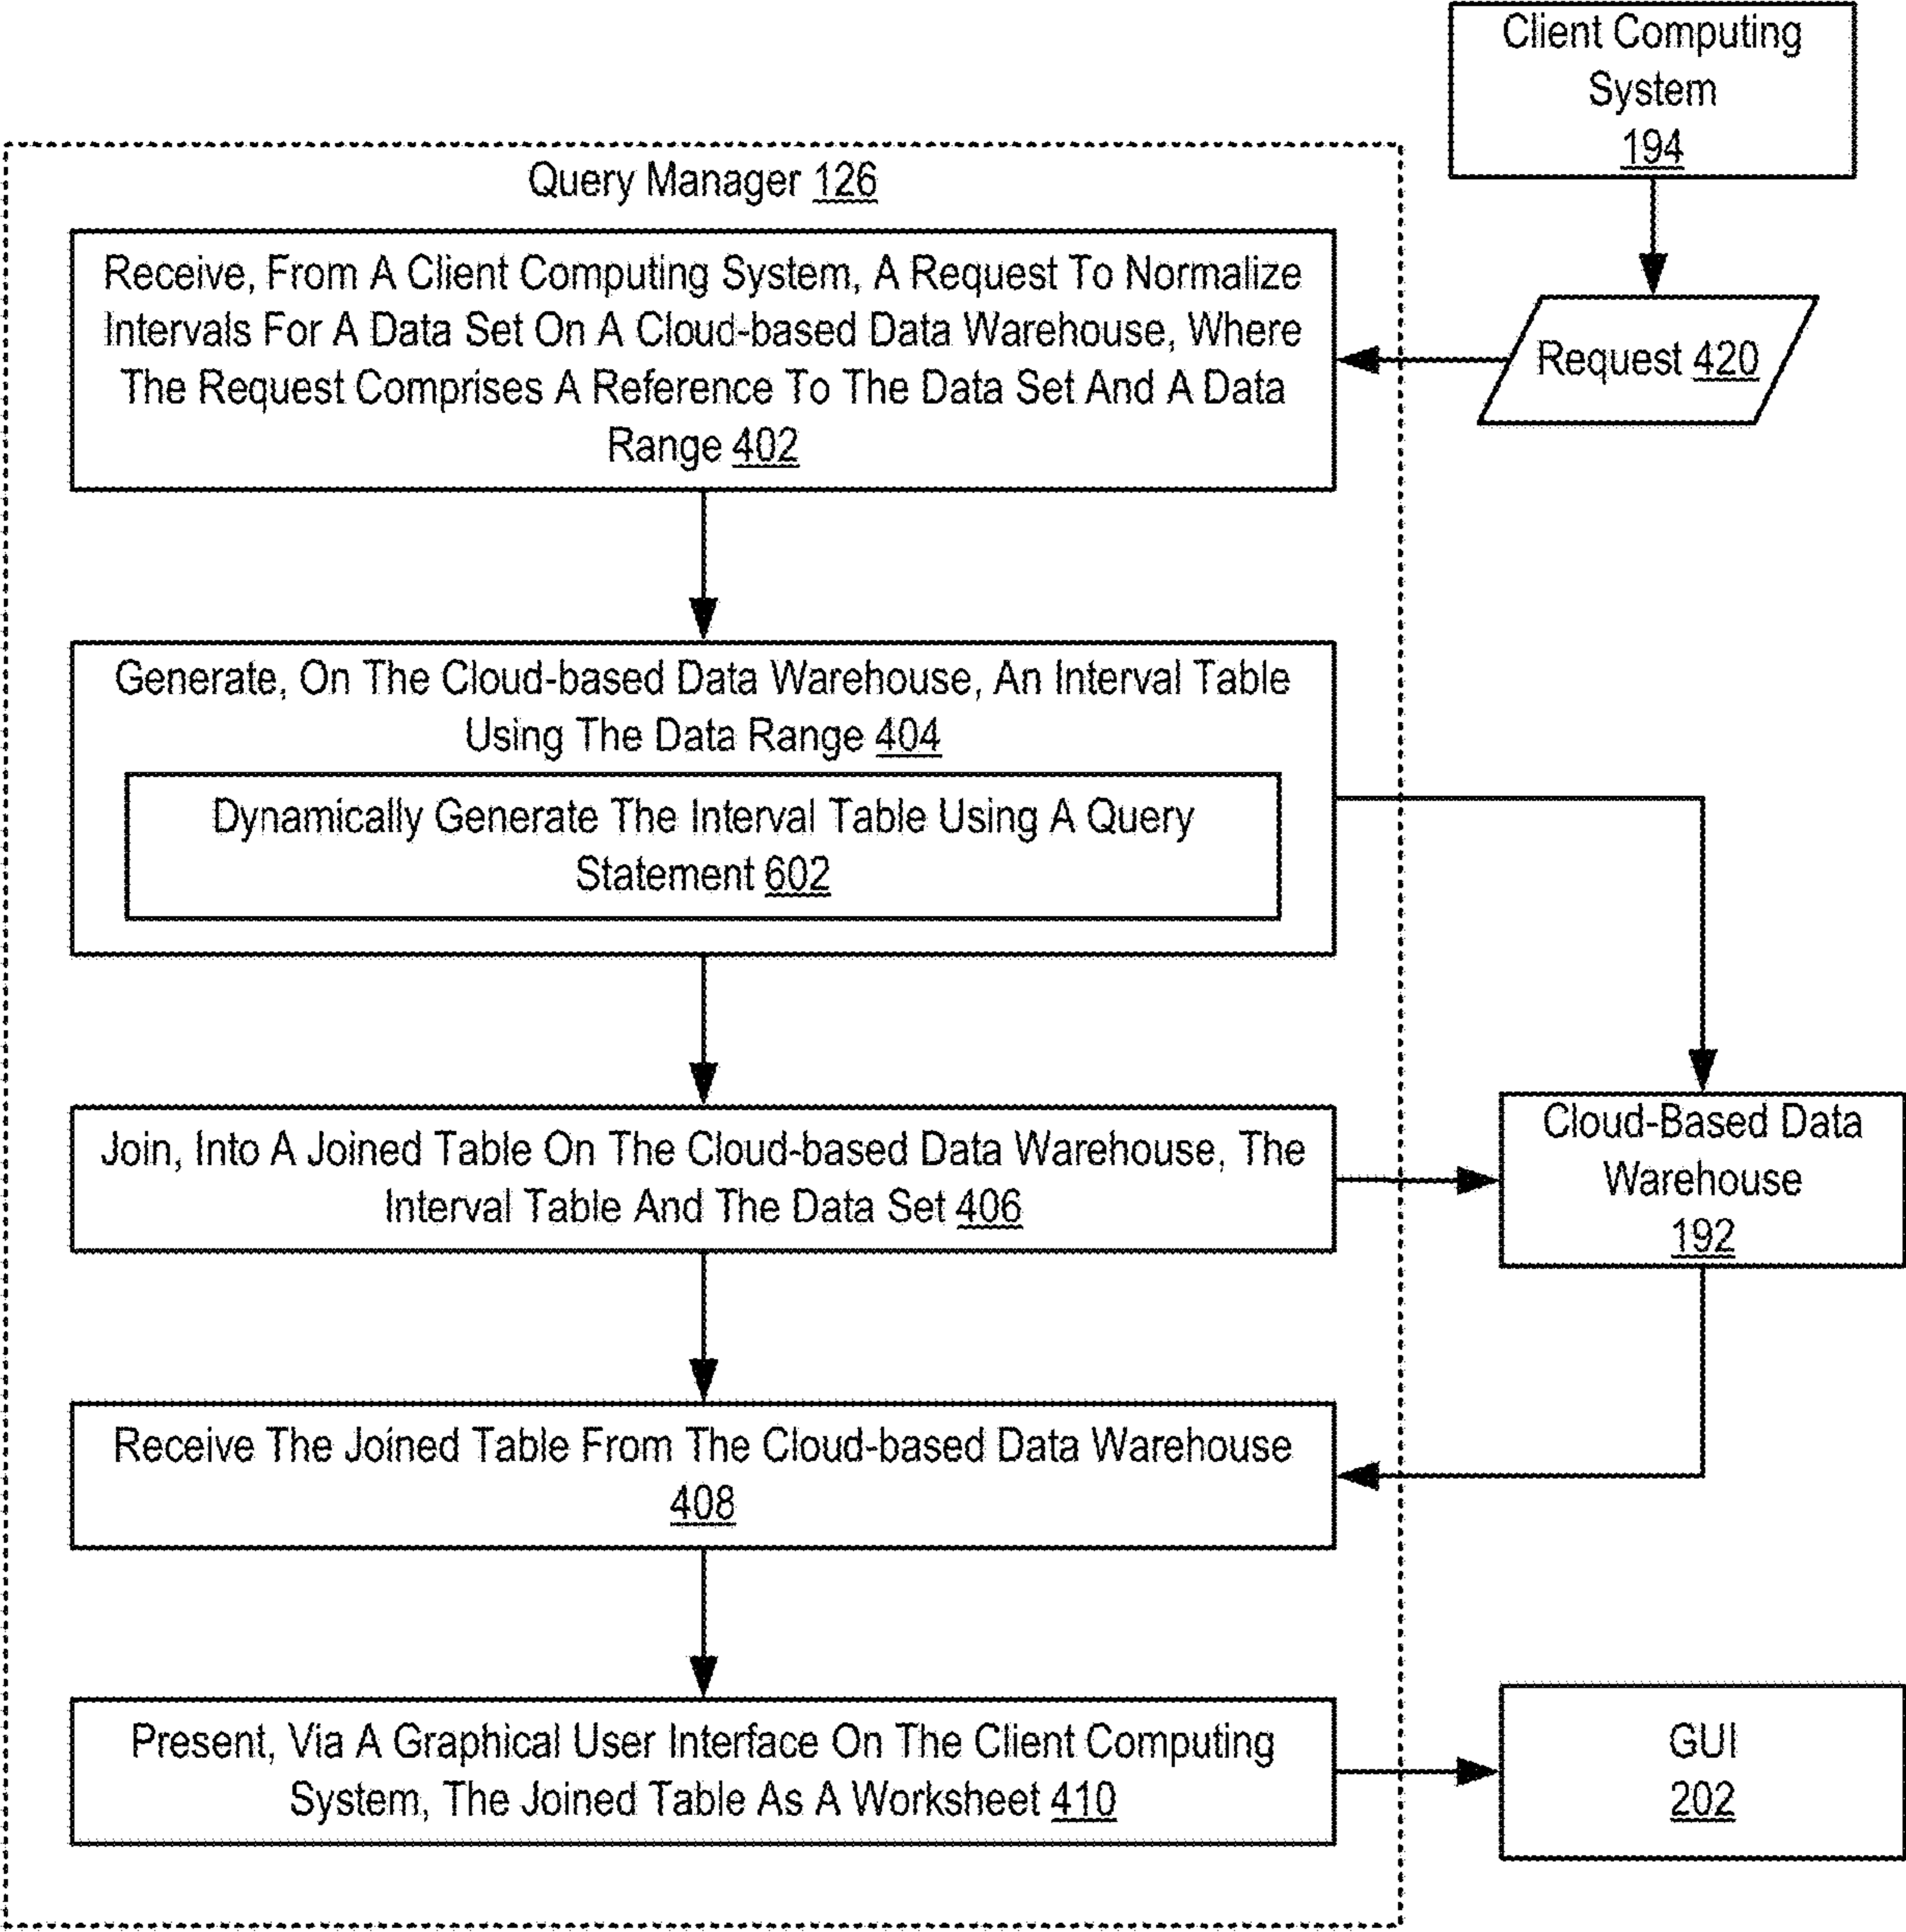 Client Computing
System
194
Query Manager 126
Receive, From A Client Computing System, A Request To Normalize
Intervals For A Data Set On A Cloud-based Data Warehouse, Where
The Request Comprises A Reference To The Data Set And A Data
Range 402
Request 420
Generate, On The Cloud-based Data Warehouse, An Interval Table
Using The Data Range 404
Dynamically Generate The Interval Table Using A Query
Statement 602
Join, Into A Joined Table On The Cloud-based Data Warehouse, The
Interval Table And The Data Set 406
Cloud-Based Data
Warehouse
192
Receive The Joined Table From The Cloud-based Data Warehouse
408
Present, Via A Graphical User Interface On The Client Computing
System, The Joined Table As A Worksheet 410
GUI
202